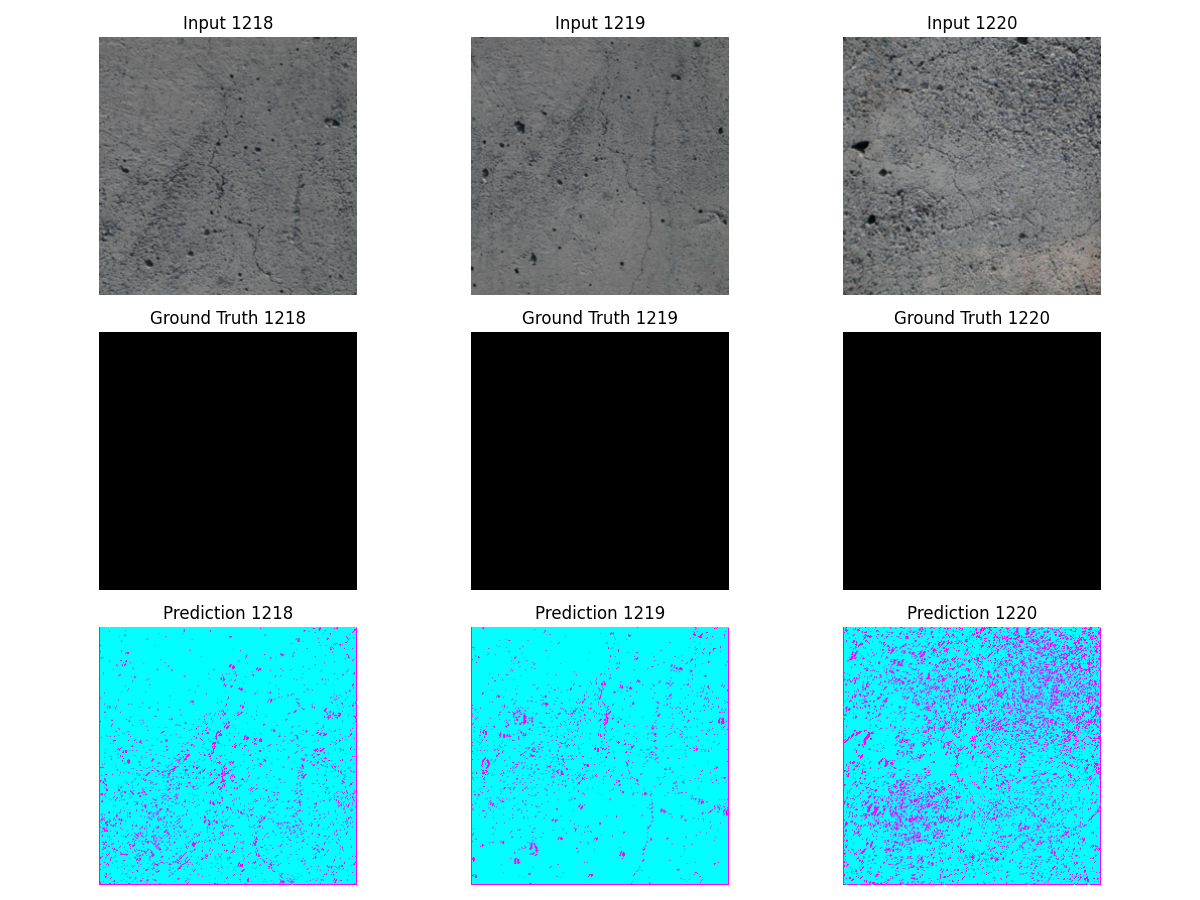 Input 1218
Input 1219
Input 1220
Ground Truth 1218
Ground Truth 1219
Ground Truth 1220
Prediction 1218
Prediction 1219
Prediction 1220